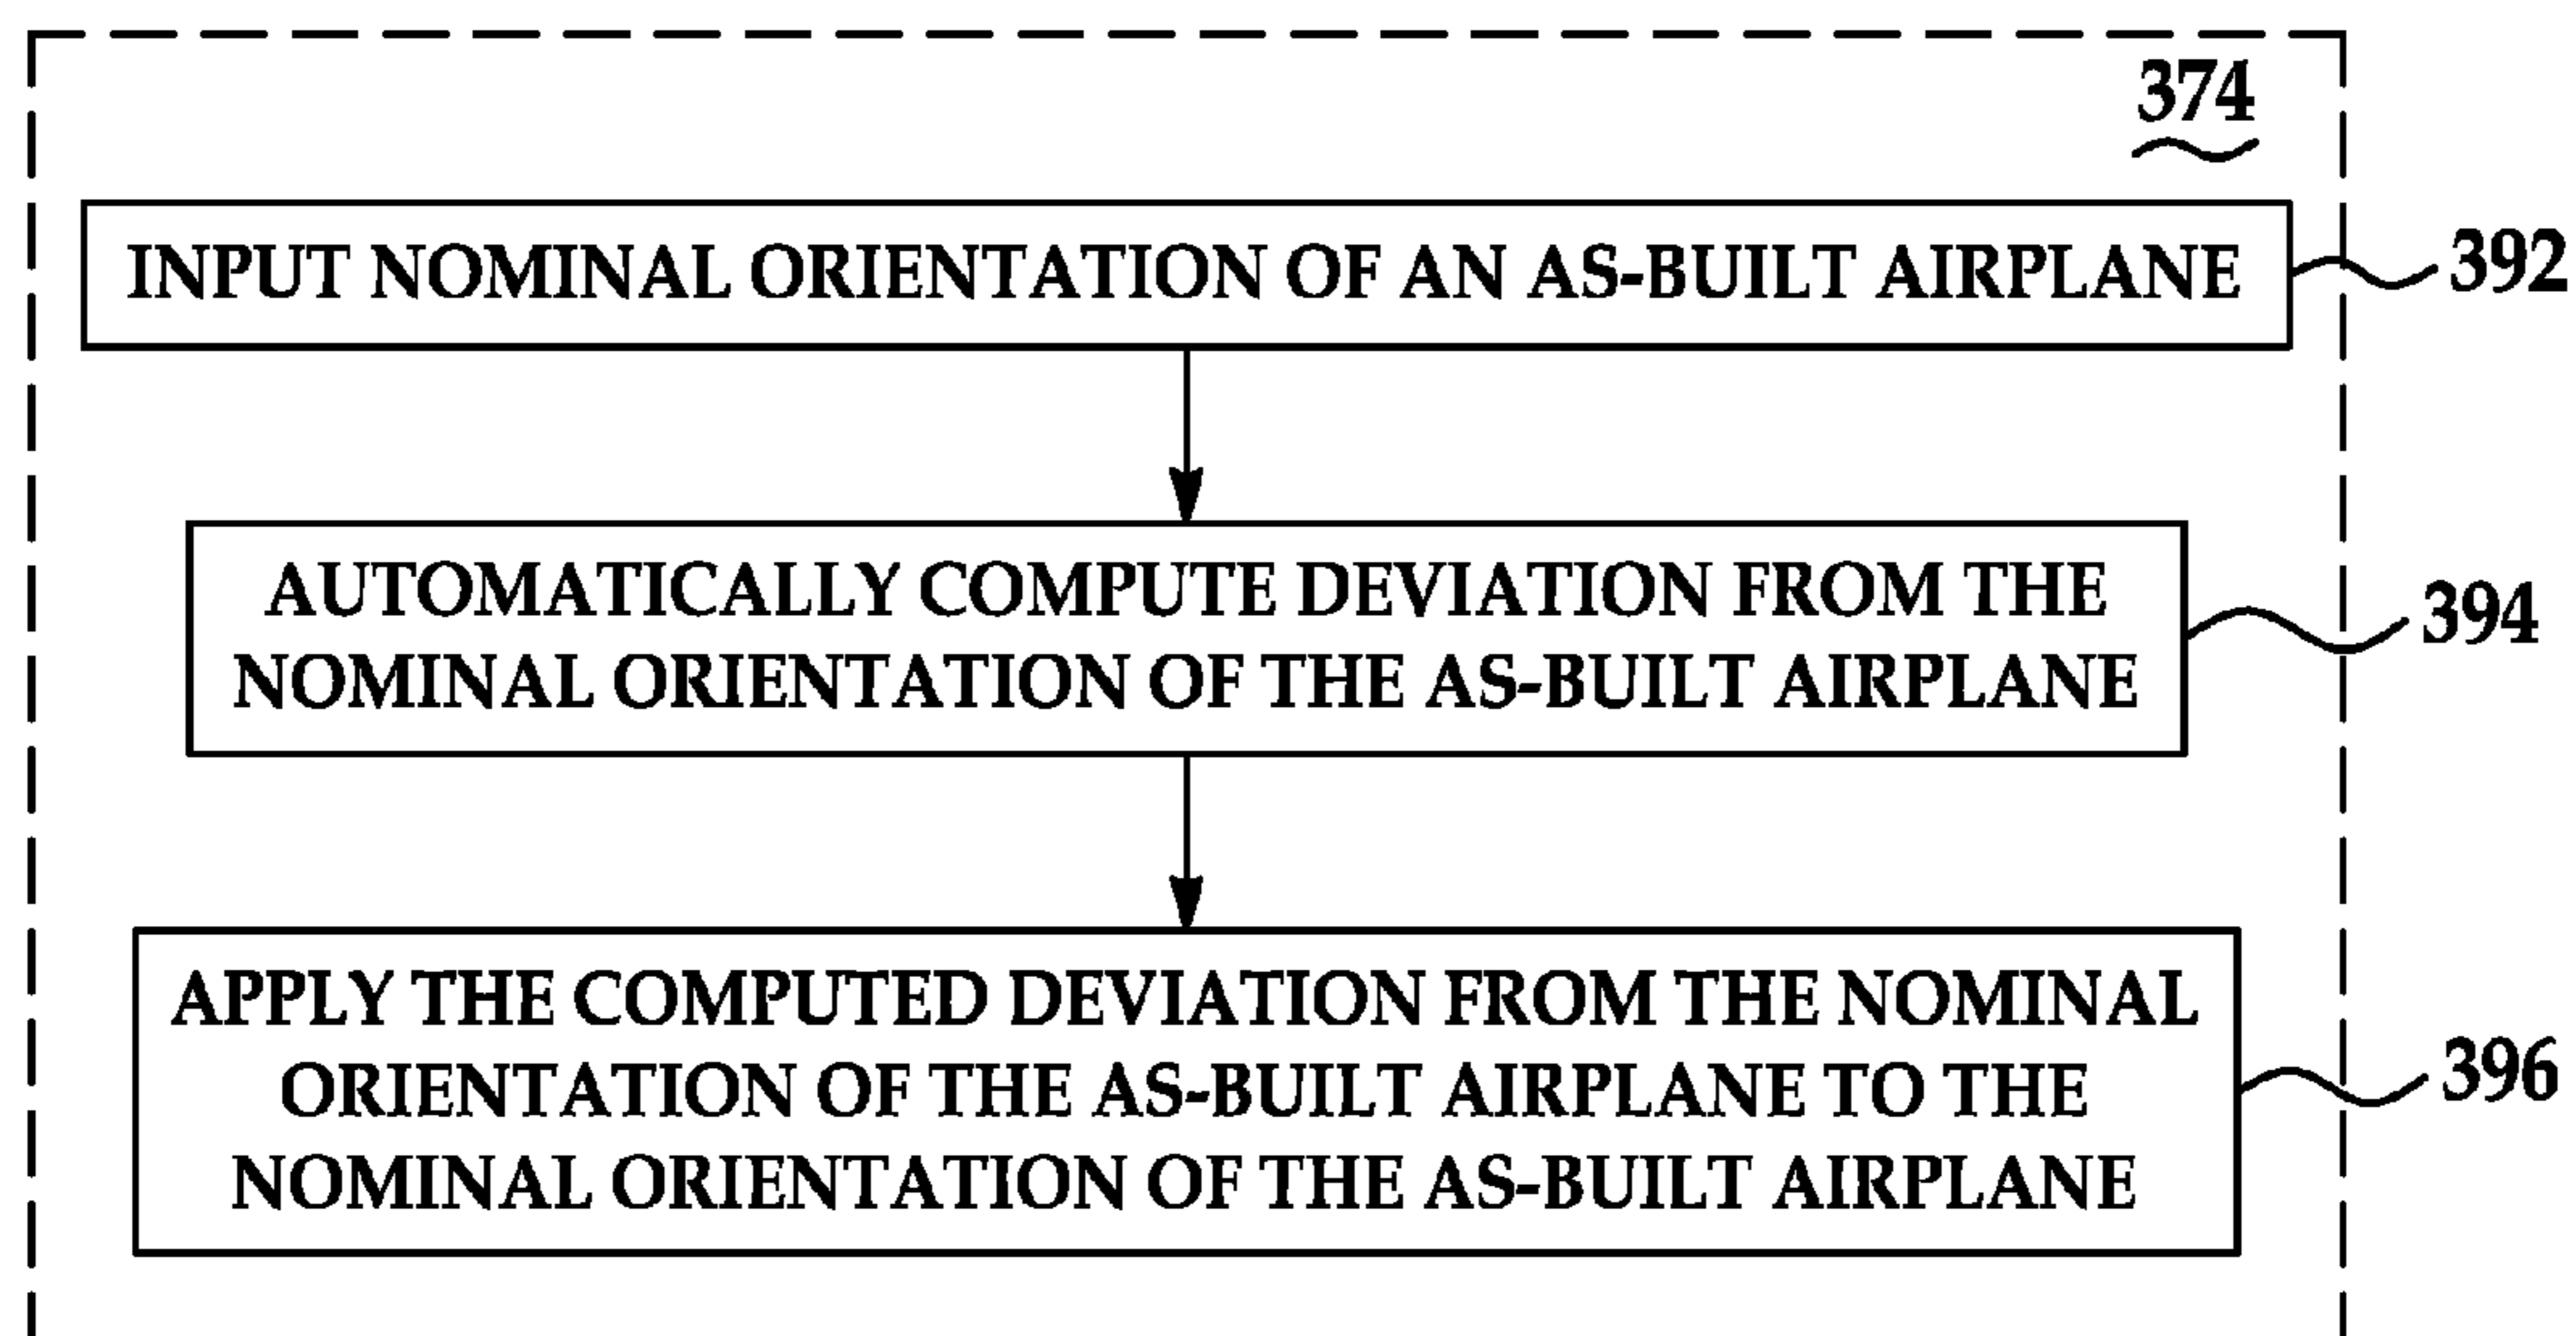 374
INPUT NOMINAL ORIENTATION OF AN AS-BUILT AIRPLANE
392
AUTOMATICALLY COMPUTE DEVIATION FROM THE
NOMINAL ORIENTATION OF THE AS-BUILT AIRPLANE
394
APPLY THE COMPUTED DEVIATION FROM THE NOMINAL
ORIENTATION OF THE AS-BUILT AIRPLANE TO THE
NOMINAL ORIENTATION OF THE AS-BUILT AIRPLANE
396